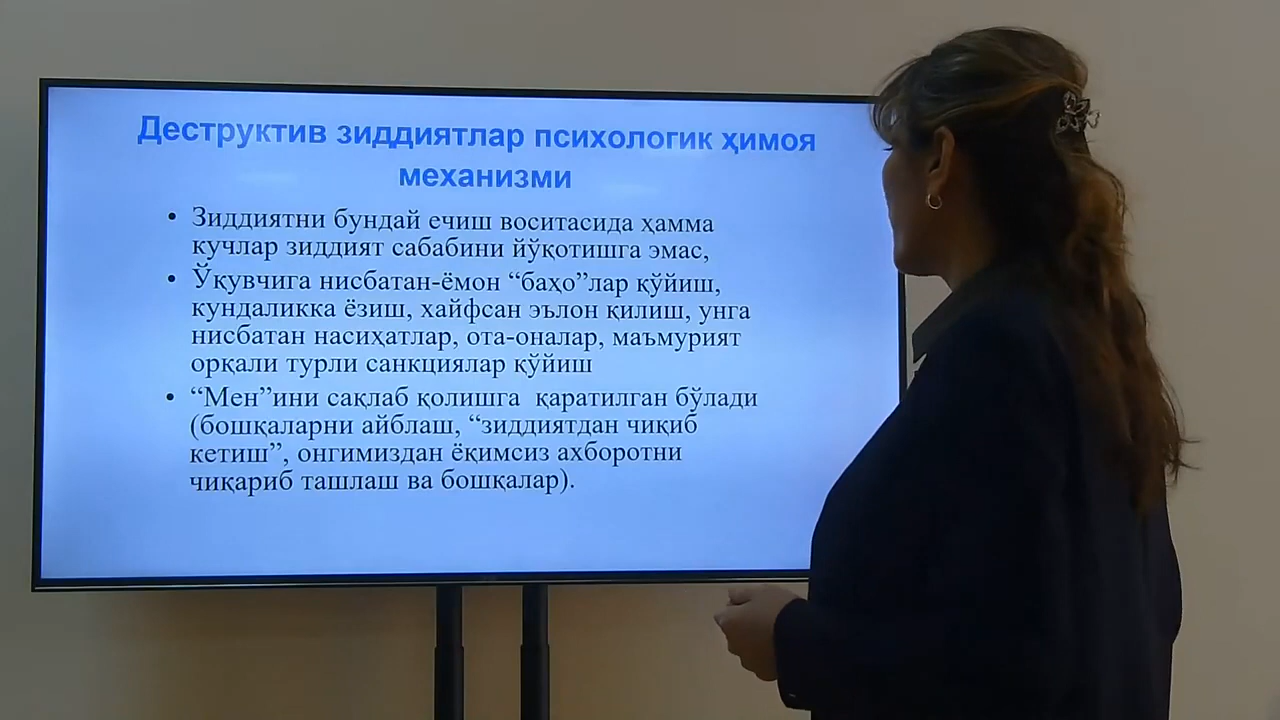 Деструктив зиддиятлар психологик ҳимоя
механизми
• Зиддиятни бундай ечиш воситасида ҳамма
кучлар зиддият сабабини йўқотишга эмас,
• Ўқувчига нисбатан-ёмон “баҳо”лар қўйиш,
кундаликка ёзиш, хайфсан эълон қилиш, унга
нисбатан насиҳатлар, ота-оналар, маъмурият
орқали турли санкциялар қўйиш
• “Мен”ини сақлаб қолишга қаратилган бўлади
(бошқаларни айблаш, “зиддиятдан чиқиб
кетиш”, онгимиздан ёқимсиз ахборотни
чиқариб ташлаш ва бошқалар).